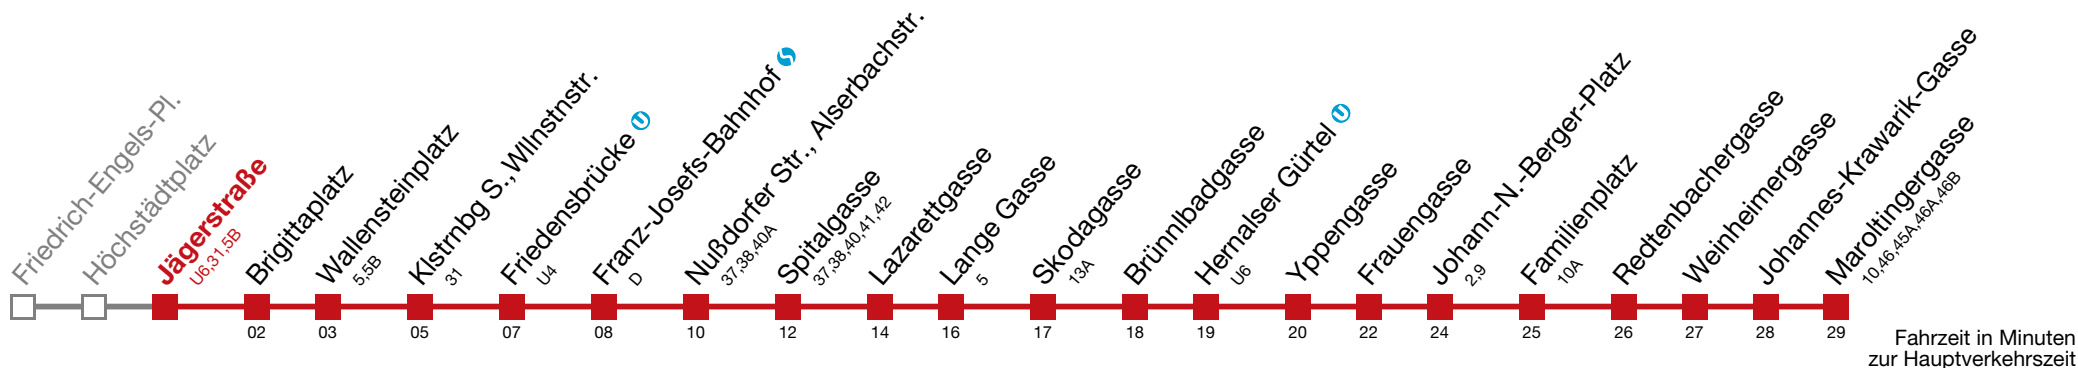 Friedrich-Engels-Pl.
Höchstädtplatz
Jägerstraße
U6,31,5B
Brigittaplatz
Wallensteinplatz
5,5B
Klstrnbg S., Wllnstnstr.
31
Friedensbrücke U
U4
Franz-Josefs-Bahnhof S
D
Nußdorfer Str., Alserbachstr.
37,38,40A
Spitalgasse
37,38,40,41,42
Lazarettgasse
Lange Gasse
5
Skodagasse
13A
Brünnlbadgasse
Hernalser Gürtel U
U6
Yppengasse
Frauengasse
Johann-N.-Berger-Platz
2,9
Familienplatz
10A
Redtenbachergasse
Weinheimergasse
Johannes-Krawarik-Gasse
Maroltingergasse
10,46,45A,46A,46B
02 03 05 07 08 10 12 14 16 17 18 19 20 22 24 25 26 27 28 29
Fahrzeit in Minuten
zur Hauptverkehrszeit